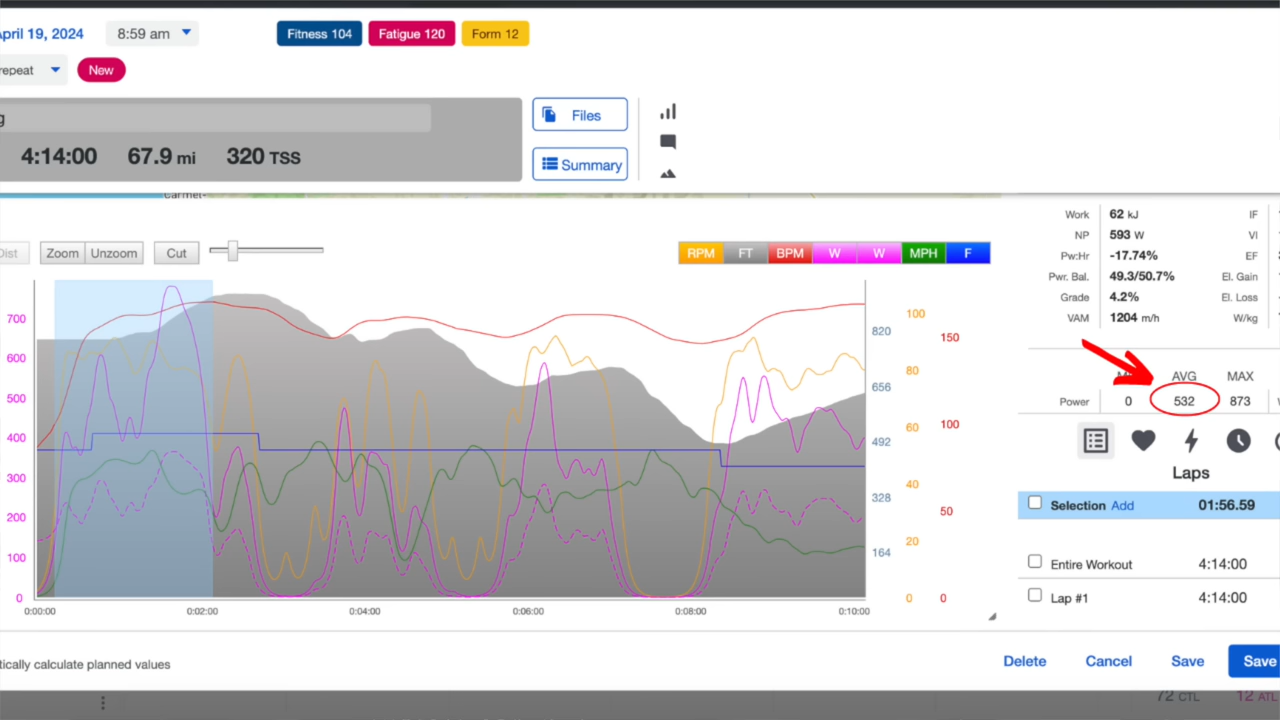 April 19, 2024 8:59 am Fitness 104 Fatigue 120 Form 12
repeat New
g
Files
4:14:00 67.9 mi 320 TSS
Summary
Carmel-
Work 62 kJ IF
Dist Zoom Unzoom Cut RPM FT BPM W W MPH F
NP 593 W VI
Pw:Hr -17.74% EF
Pwr. Bal. 49.3/50.7% El. Gain
Grade 4.2% El. Loss
VAM 1204 m/h W/kg
700 820 100
600 656 80 150
500 492 60 100
400 328 40 50
300 164 20
200 0 0
100
0
0:00:00 0:02:00 0:04:00 0:06:00 0:08:00 0:10:00
AVG MAX
Power 0 532 873 W
Laps
Selection Add 01:56.59
Entire Workout 4:14:00
Lap #1 4:14:00
tically calculate planned values Delete Cancel Save Save
72 CTL 12 ATL